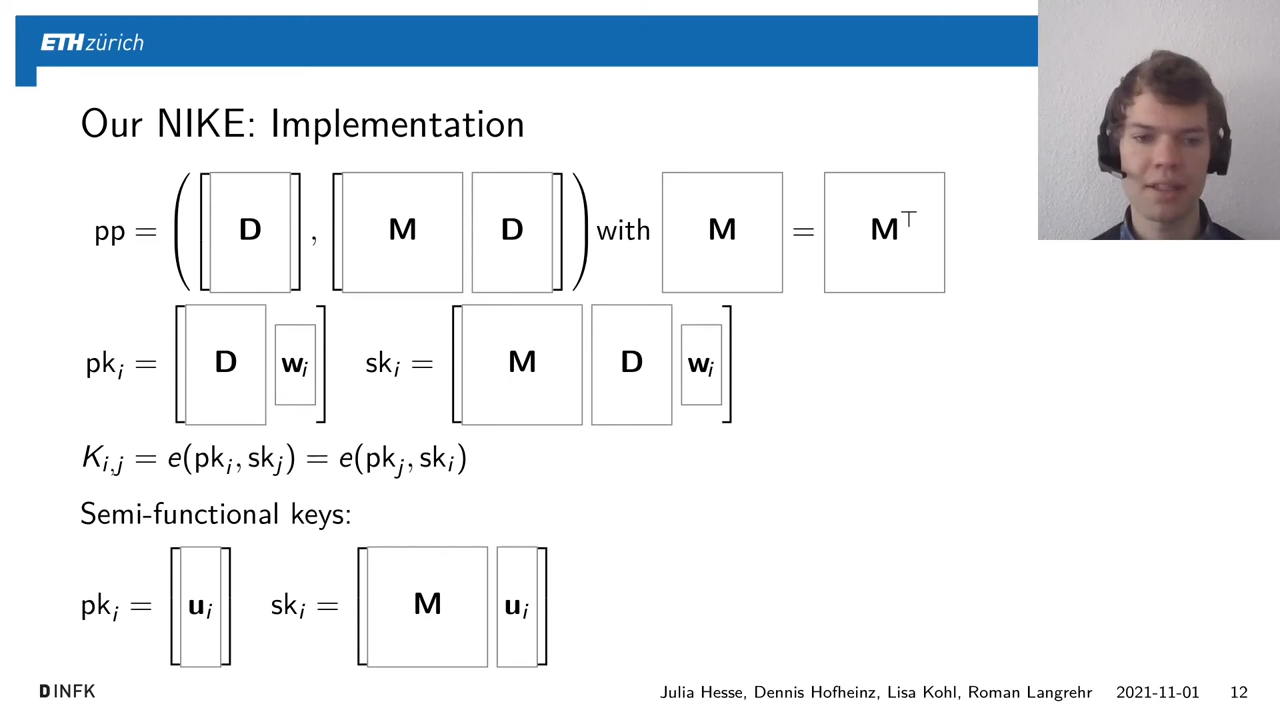 ETH zürich
Our NIKE: Implementation
pp = ([D], [M D]) with M = M⊤
pk_i = [D w_i] sk_i = [M D w_i]
K_{i,j} = e(pk_i, sk_j) = e(pk_j, sk_i)
Semi-functional keys:
pk_i = [u_i] sk_i = [M u_i]
D INFK Julia Hesse, Dennis Hofheinz, Lisa Kohl, Roman Langrehr 2021-11-01 12